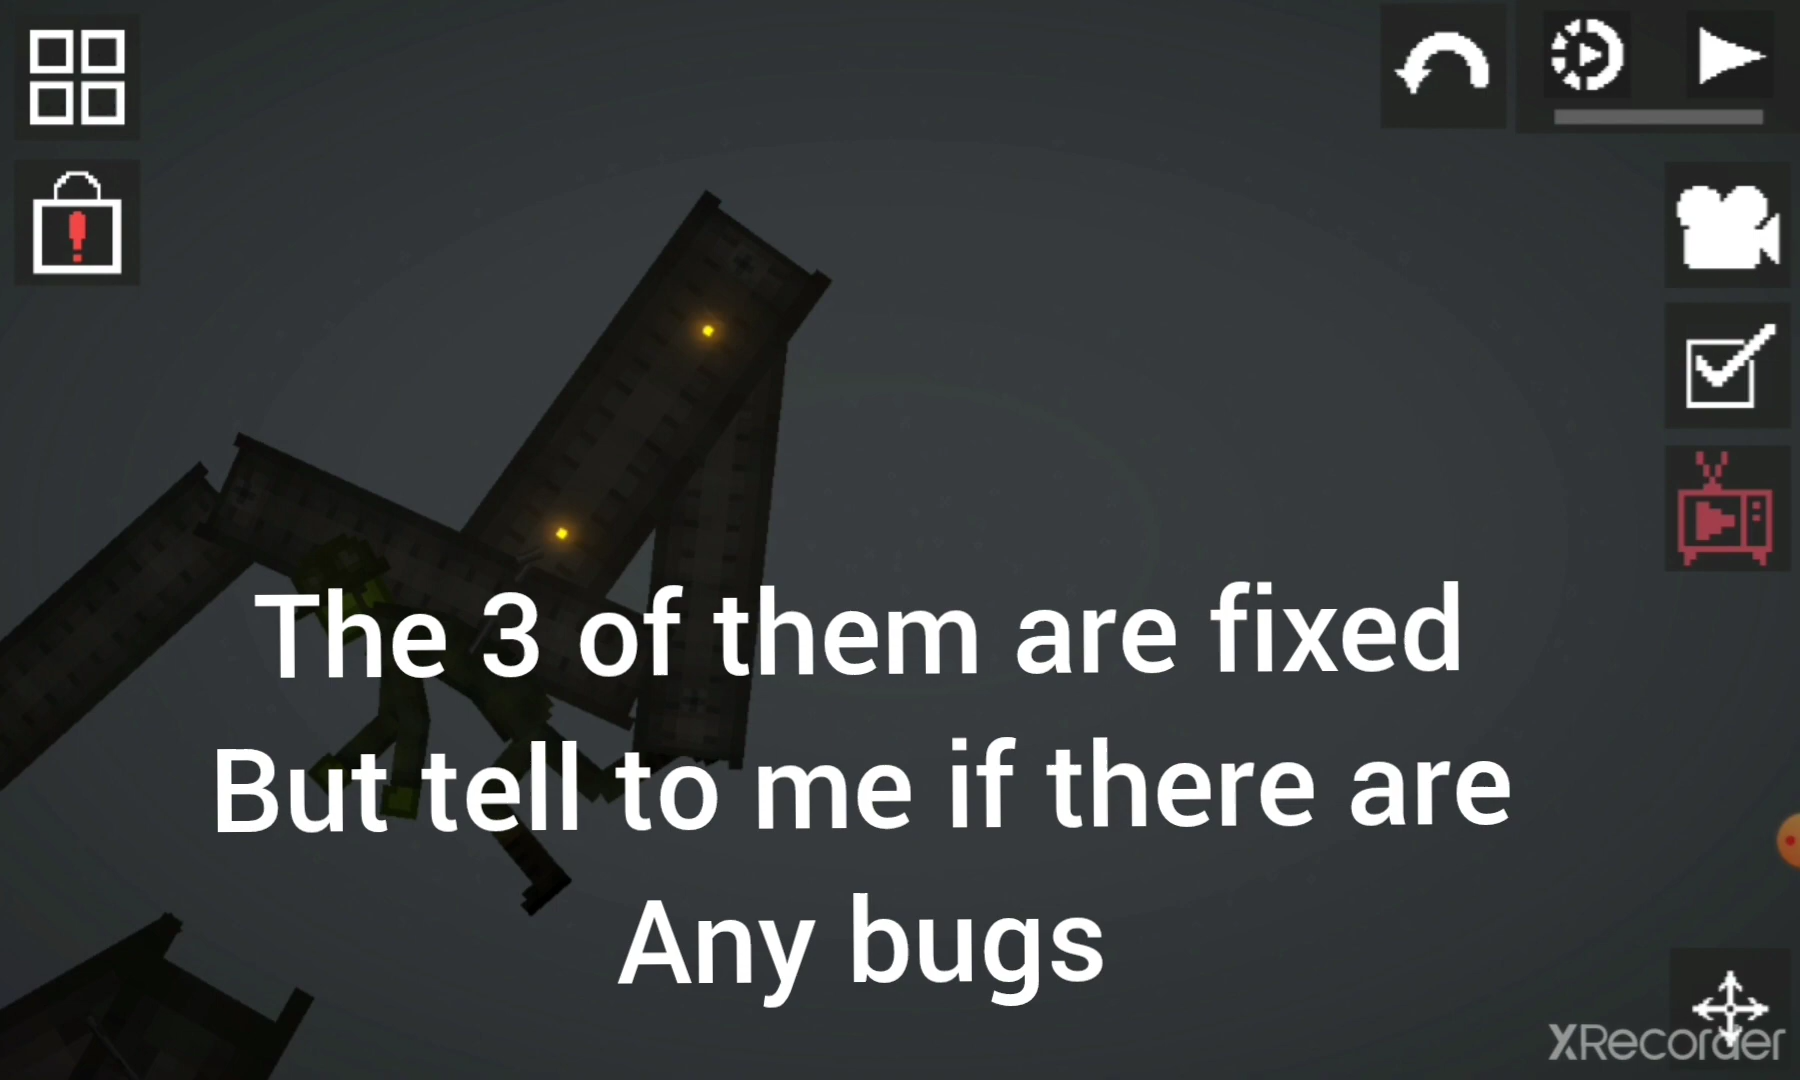 The 3 of them are fixed
But tell to me if there are
Any bugs
XRecorder